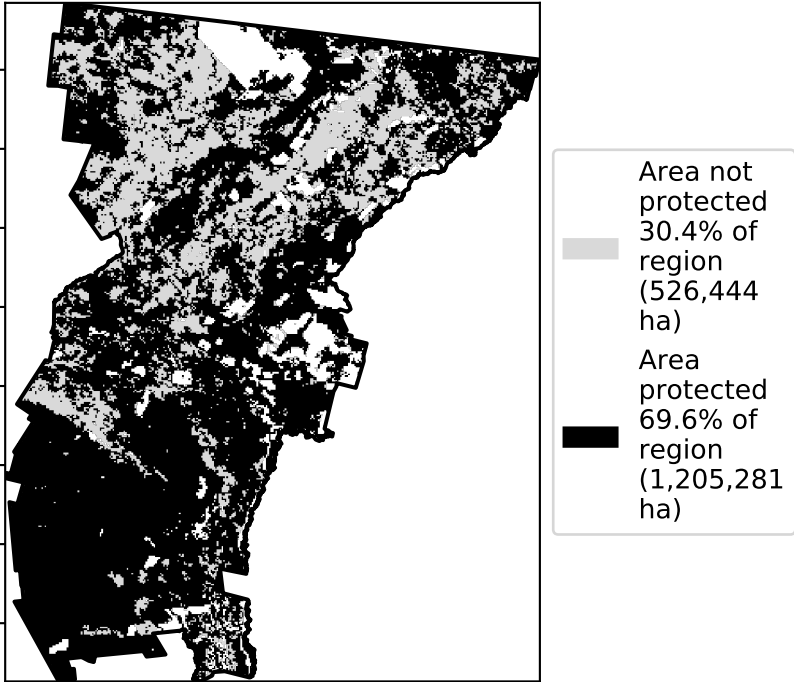 Area not
protected
30.4% of
region
(526,444
ha)
Area
protected
69.6% of
region
(1,205,281
ha)